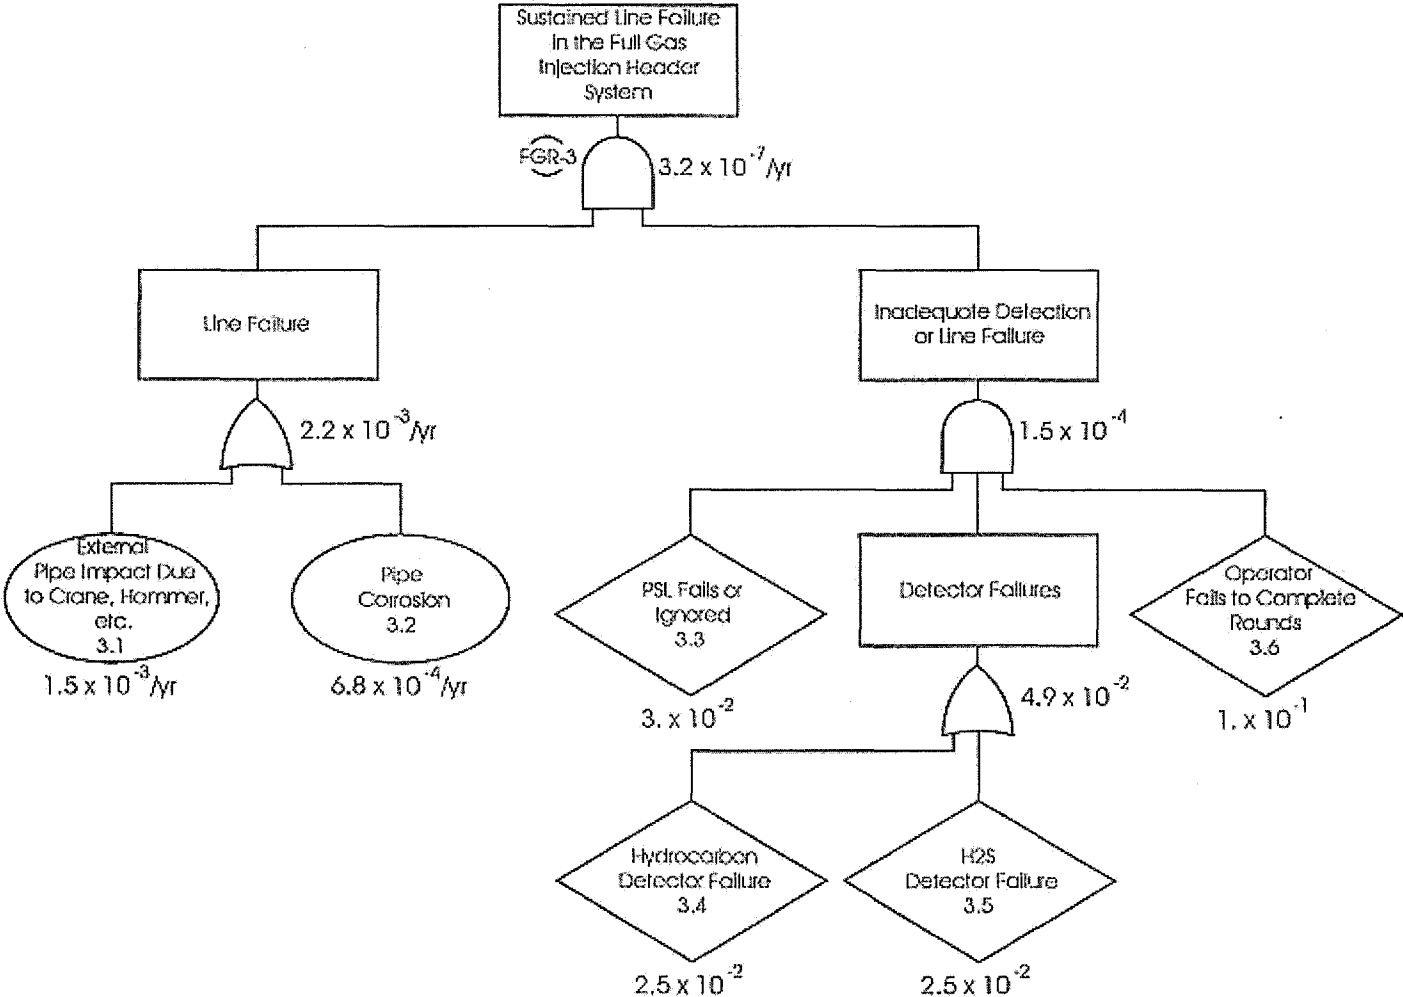 Sustained Line Failure
in the Full Gas
Injection Header
System
FGR-3
3.2 x 10⁻⁷/yr
Line Failure
Inadequate Detection
or Line Failure
2.2 x 10⁻³/yr
1.5 x 10⁻⁴
External
Pipe Impact Due
to Crane, Hammer,
etc.
3.1
1.5 x 10⁻³/yr
Pipe
Corrosion
3.2
6.8 x 10⁻⁴/yr
PSL Fails or
Ignored
3.3
3. x 10⁻²
Detector Failures
4.9 x 10⁻²
Operator
Fails to Complete
Rounds
3.6
1. x 10⁻¹
Hydrocarbon
Detector Failure
3.4
2.5 x 10⁻²
H2S
Detector Failure
3.5
2.5 x 10⁻²